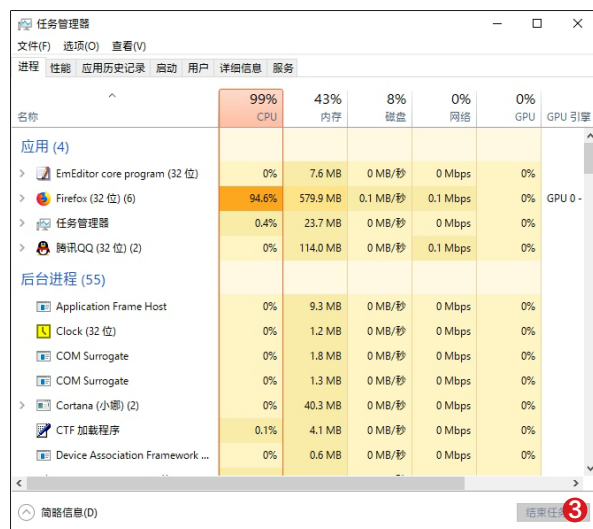 任务管理器
文件(F) 选项(O) 查看(V)
进程 性能 应用历史记录 启动 用户 详细信息 服务
99% 43% 8% 0% 0%
名称 CPU 内存 磁盘 网络 GPU GPU 引擎
应用 (4)
EmEditor core program (32 位) 0% 7.6 MB 0 MB/秒 0 Mbps 0%
Firefox (32 位) (6) 94.6% 579.9 MB 0.1 MB/秒 0.1 Mbps 0% GPU 0 -
任务管理器 0.4% 23.7 MB 0 MB/秒 0 Mbps 0%
腾讯QQ (32 位) (2) 0% 114.0 MB 0 MB/秒 0.1 Mbps 0%
后台进程 (55)
Application Frame Host 0% 9.3 MB 0 MB/秒 0 Mbps 0%
Clock (32 位) 0% 1.2 MB 0 MB/秒 0 Mbps 0%
COM Surrogate 0% 1.8 MB 0 MB/秒 0 Mbps 0%
COM Surrogate 0% 1.3 MB 0 MB/秒 0 Mbps 0%
Cortana (小娜) (2) 0% 40.3 MB 0 MB/秒 0 Mbps 0%
CTF 加载程序 0.1% 4.1 MB 0 MB/秒 0 Mbps 0%
Device Association Framework ... 0% 0.6 MB 0 MB/秒 0 Mbps 0%
简略信息(D) 结束任 3